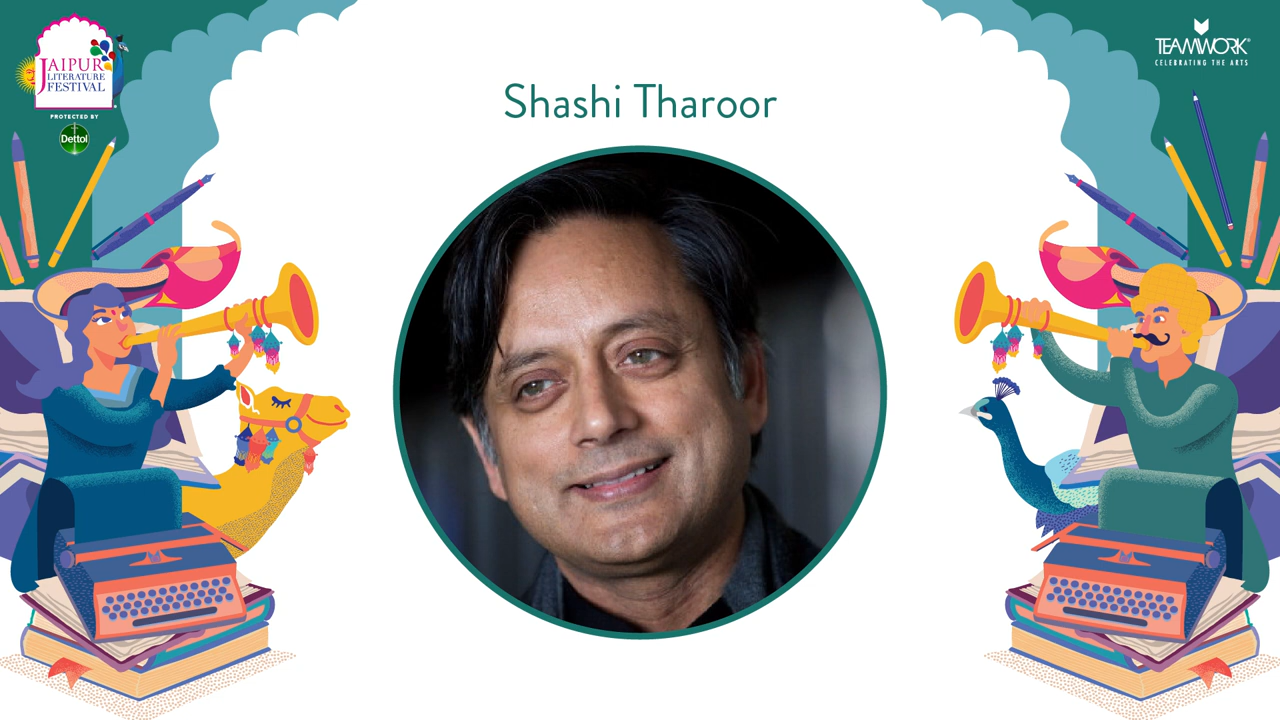 JAIPUR
LITERATURE
FESTIVAL
PROTECTED BY
Dettol
TEAMWORK®
CELEBRATING THE ARTS
Shashi Tharoor